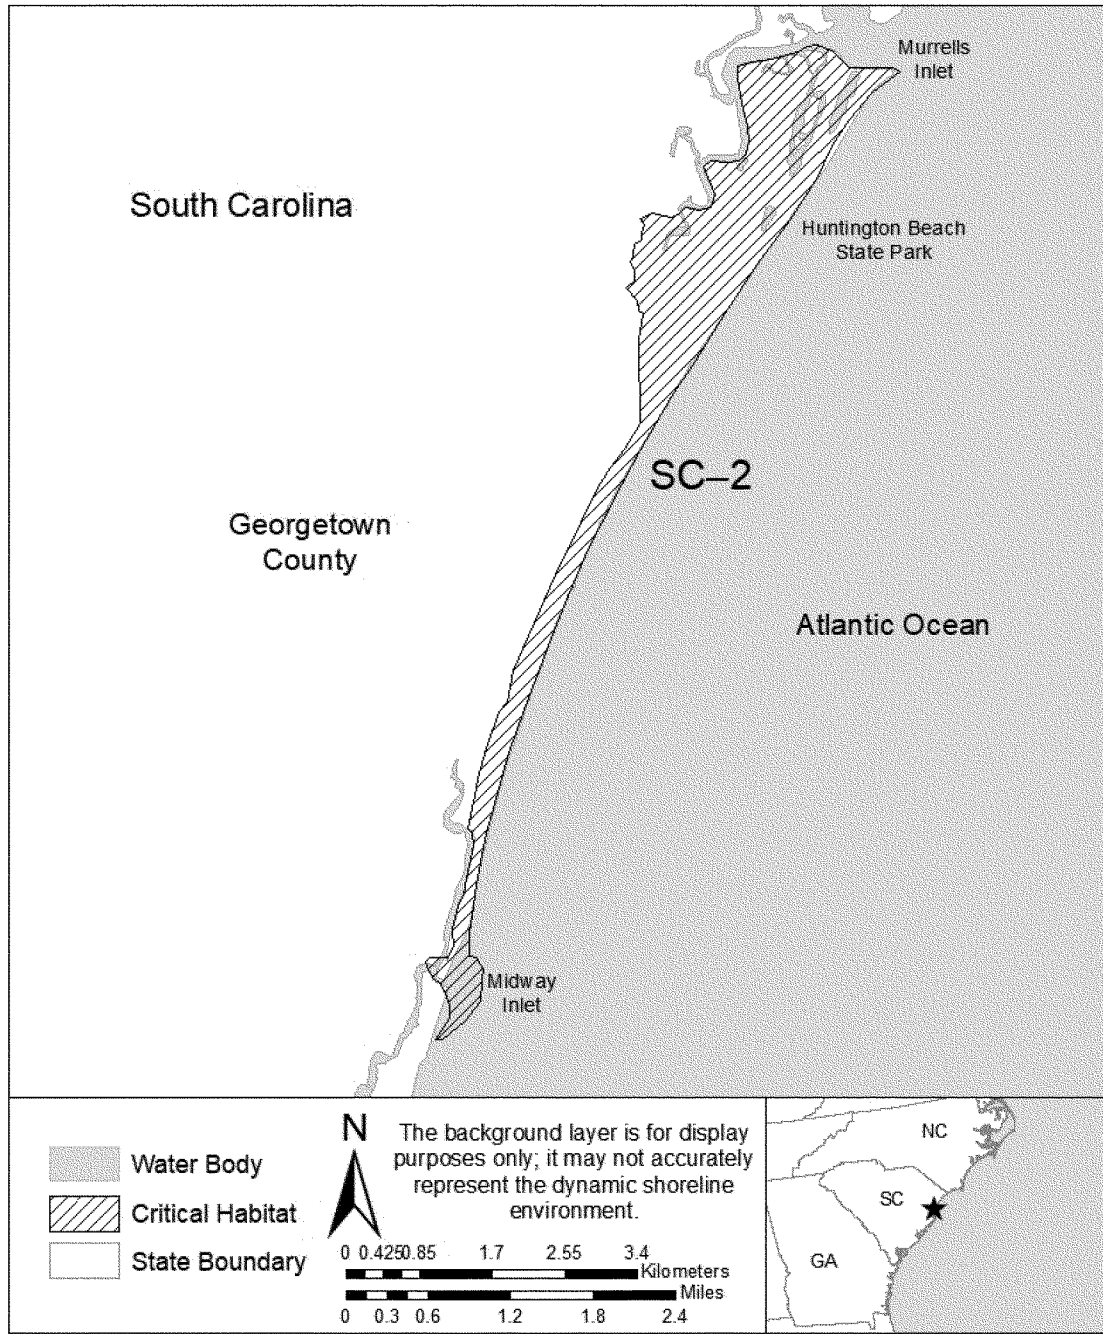 Murrells
Inlet
South Carolina
Huntington Beach
State Park
SC–2
Georgetown
County
Atlantic Ocean
Midway
Inlet
Water Body
Critical Habitat
State Boundary
N
The background layer is for display
purposes only; it may not accurately
represent the dynamic shoreline
environment.
0 0.425 0.85 1.7 2.55 3.4
Kilometers
Miles
0 0.3 0.6 1.2 1.8 2.4
NC
SC
GA